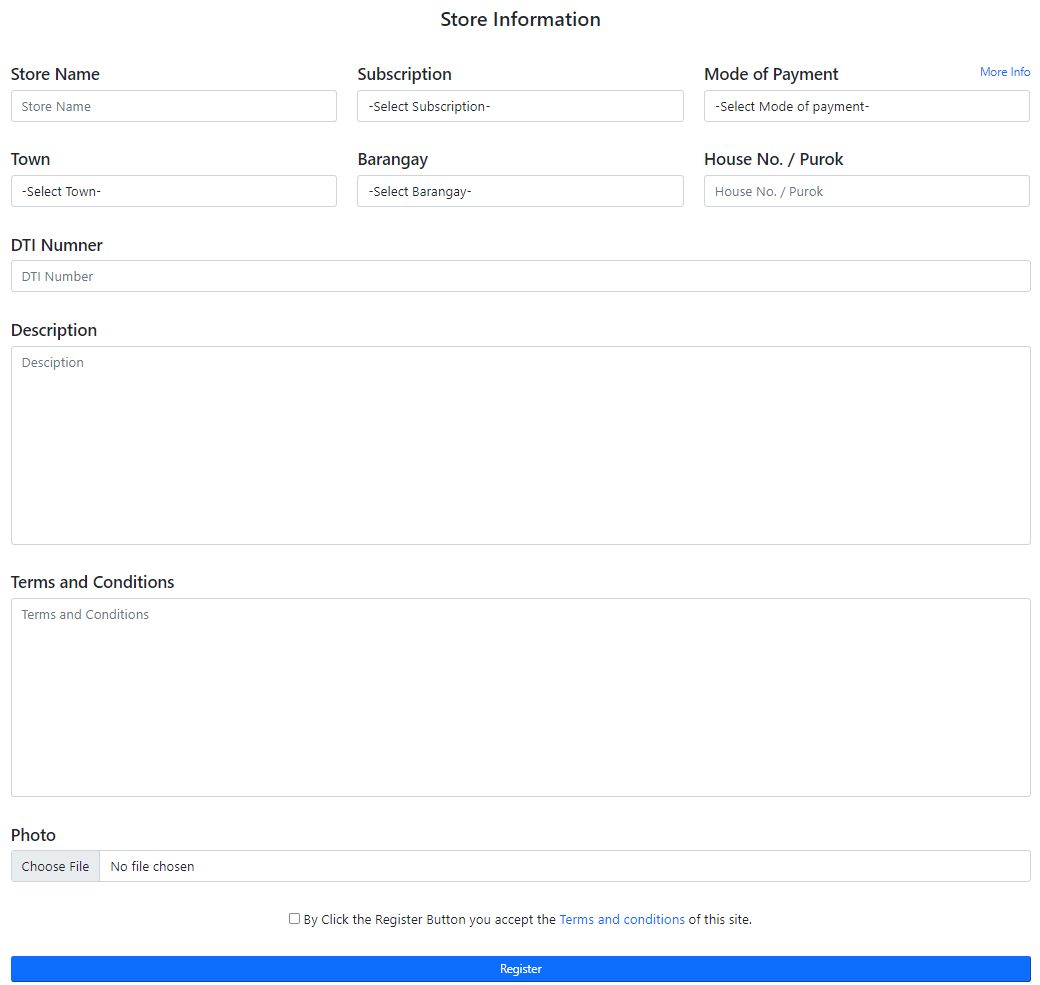 Store Information
Store Name
Subscription
Mode of Payment
More Info
Store Name
-Select Subscription-
-Select Mode of payment-
Town
Barangay
House No. / Purok
-Select Town-
-Select Barangay-
House No. / Purok
DTI Numner
DTI Number
Description
Desciption
Terms and Conditions
Terms and Conditions
Photo
Choose File
No file chosen
By Click the Register Button you accept the Terms and conditions of this site.
Register